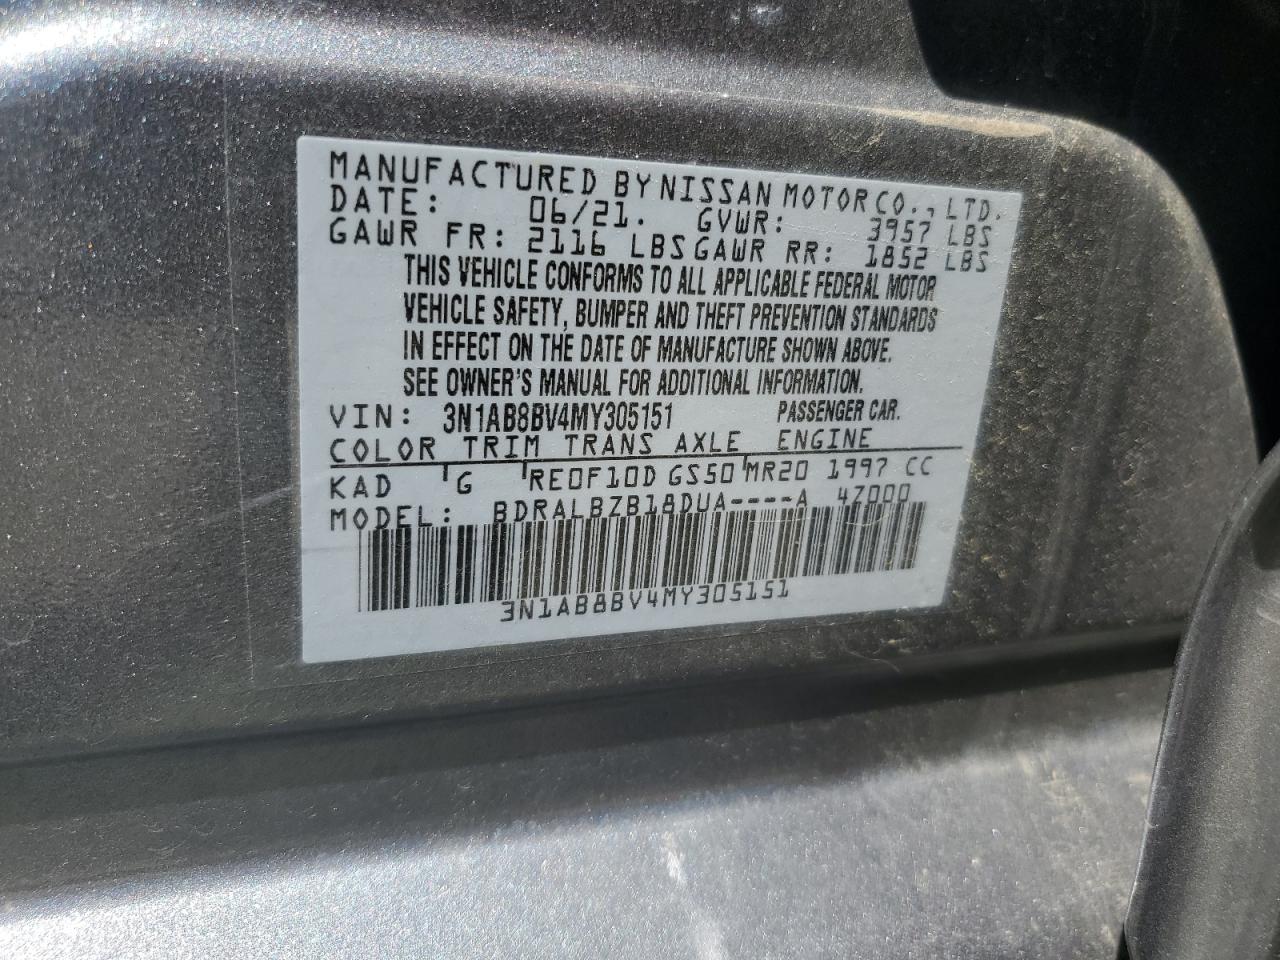 MANUFACTURED BY NISSAN MOTOR CO., LTD.
DATE: 06/21. GVWR: 3957 LBS
GAWR FR: 2116 LBS GAWR RR: 1852 LBS
THIS VEHICLE CONFORMS TO ALL APPLICABLE FEDERAL MOTOR
VEHICLE SAFETY, BUMPER AND THEFT PREVENTION STANDARDS
IN EFFECT ON THE DATE OF MANUFACTURE SHOWN ABOVE.
SEE OWNER'S MANUAL FOR ADDITIONAL INFORMATION.
VIN: 3N1AB8BV4MY305151 PASSENGER CAR.
COLOR TRIM TRANS AXLE ENGINE
KAD G RE0F10D GS50 MR20 1997 CC
MODEL: BDRALBZB18DUA----A 4Z000
3N1AB8BV4MY305151